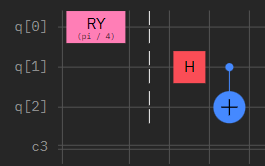 q[0]
RY
(pi / 4)
q[1]
H
q[2]
+
c3